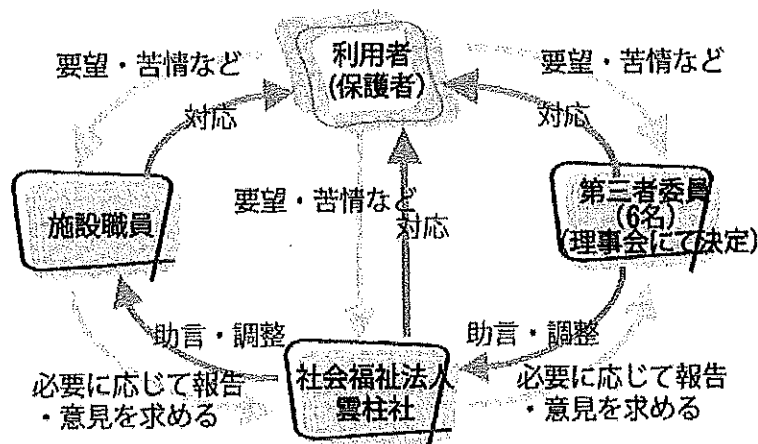 利用者
(保護者)
要望・苦情など
要望・苦情など
対応
対応
施設職員
要望・苦情など
対応
第三者委員
(6名)
(理事会にて決定)
助言・調整
助言・調整
社会福祉法人
雲柱社
必要に応じて報告
・意見を求める
必要に応じて報告
・意見を求める